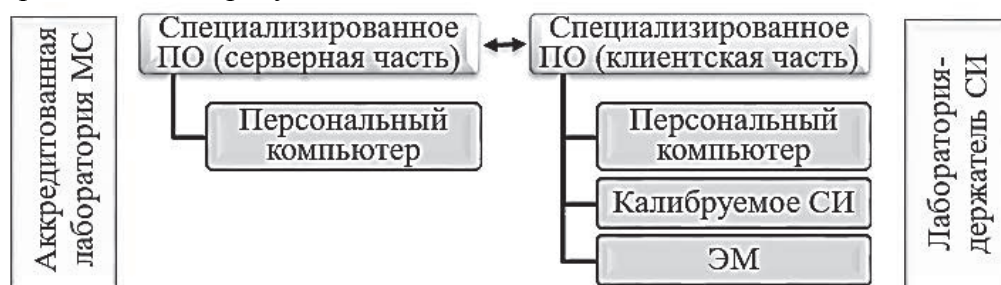 Аккредитованная
лаборатория МС
Специализированное
ПО (серверная часть)
Персональный
компьютер
Специализированное
ПО (клиентская часть)
Персональный
компьютер
Калибруемое СИ
ЭМ
Лаборатория-
держатель СИ